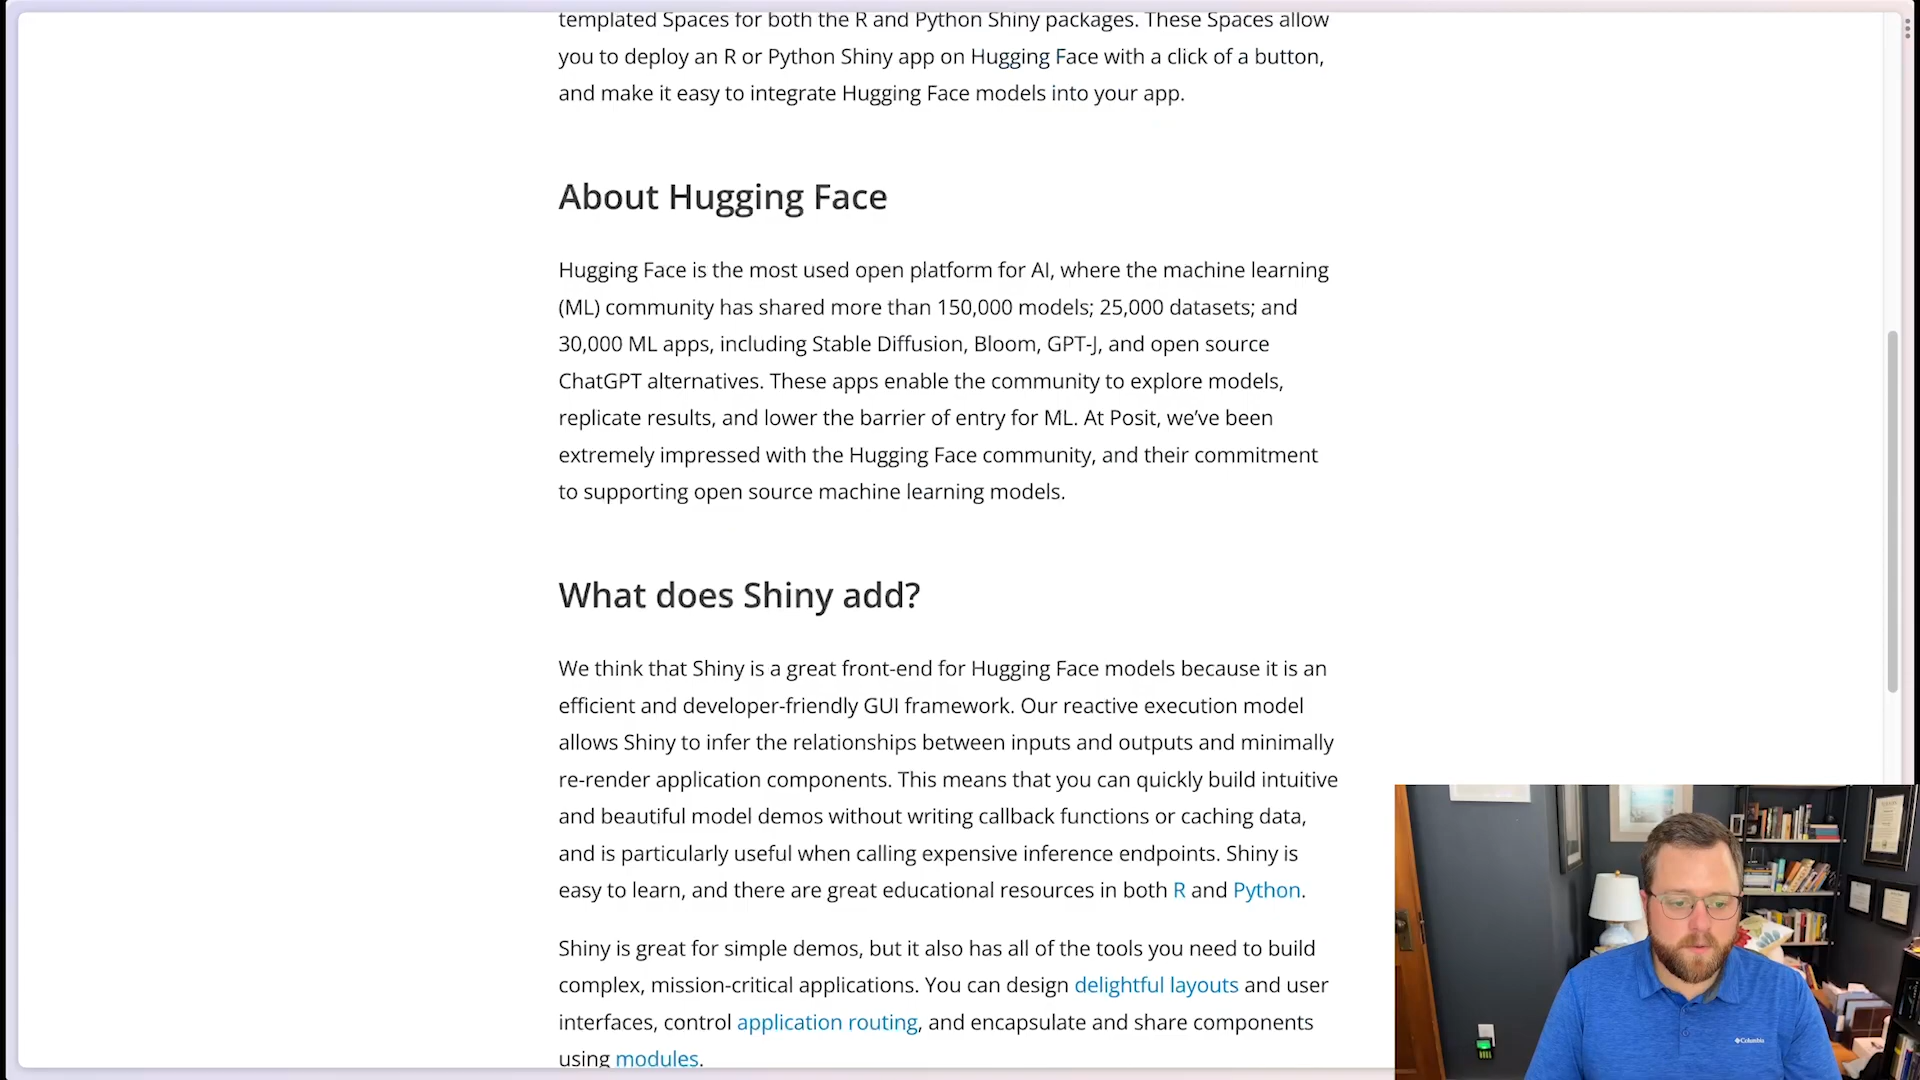 templated Spaces for both the R and Python Shiny packages. These Spaces allow
you to deploy an R or Python Shiny app on Hugging Face with a click of a button,
and make it easy to integrate Hugging Face models into your app.
About Hugging Face
Hugging Face is the most used open platform for AI, where the machine learning
(ML) community has shared more than 150,000 models; 25,000 datasets; and
30,000 ML apps, including Stable Diffusion, Bloom, GPT-J, and open source
ChatGPT alternatives. These apps enable the community to explore models,
replicate results, and lower the barrier of entry for ML. At Posit, we’ve been
extremely impressed with the Hugging Face community, and their commitment
to supporting open source machine learning models.
What does Shiny add?
We think that Shiny is a great front-end for Hugging Face models because it is an
efficient and developer-friendly GUI framework. Our reactive execution model
allows Shiny to infer the relationships between inputs and outputs and minimally
re-render application components. This means that you can quickly build intuitive
and beautiful model demos without writing callback functions or caching data,
and is particularly useful when calling expensive inference endpoints. Shiny is
easy to learn, and there are great educational resources in both R and Python.
Shiny is great for simple demos, but it also has all of the tools you need to build
complex, mission-critical applications. You can design delightful layouts and user
interfaces, control application routing, and encapsulate and share components
using modules.
Columbia